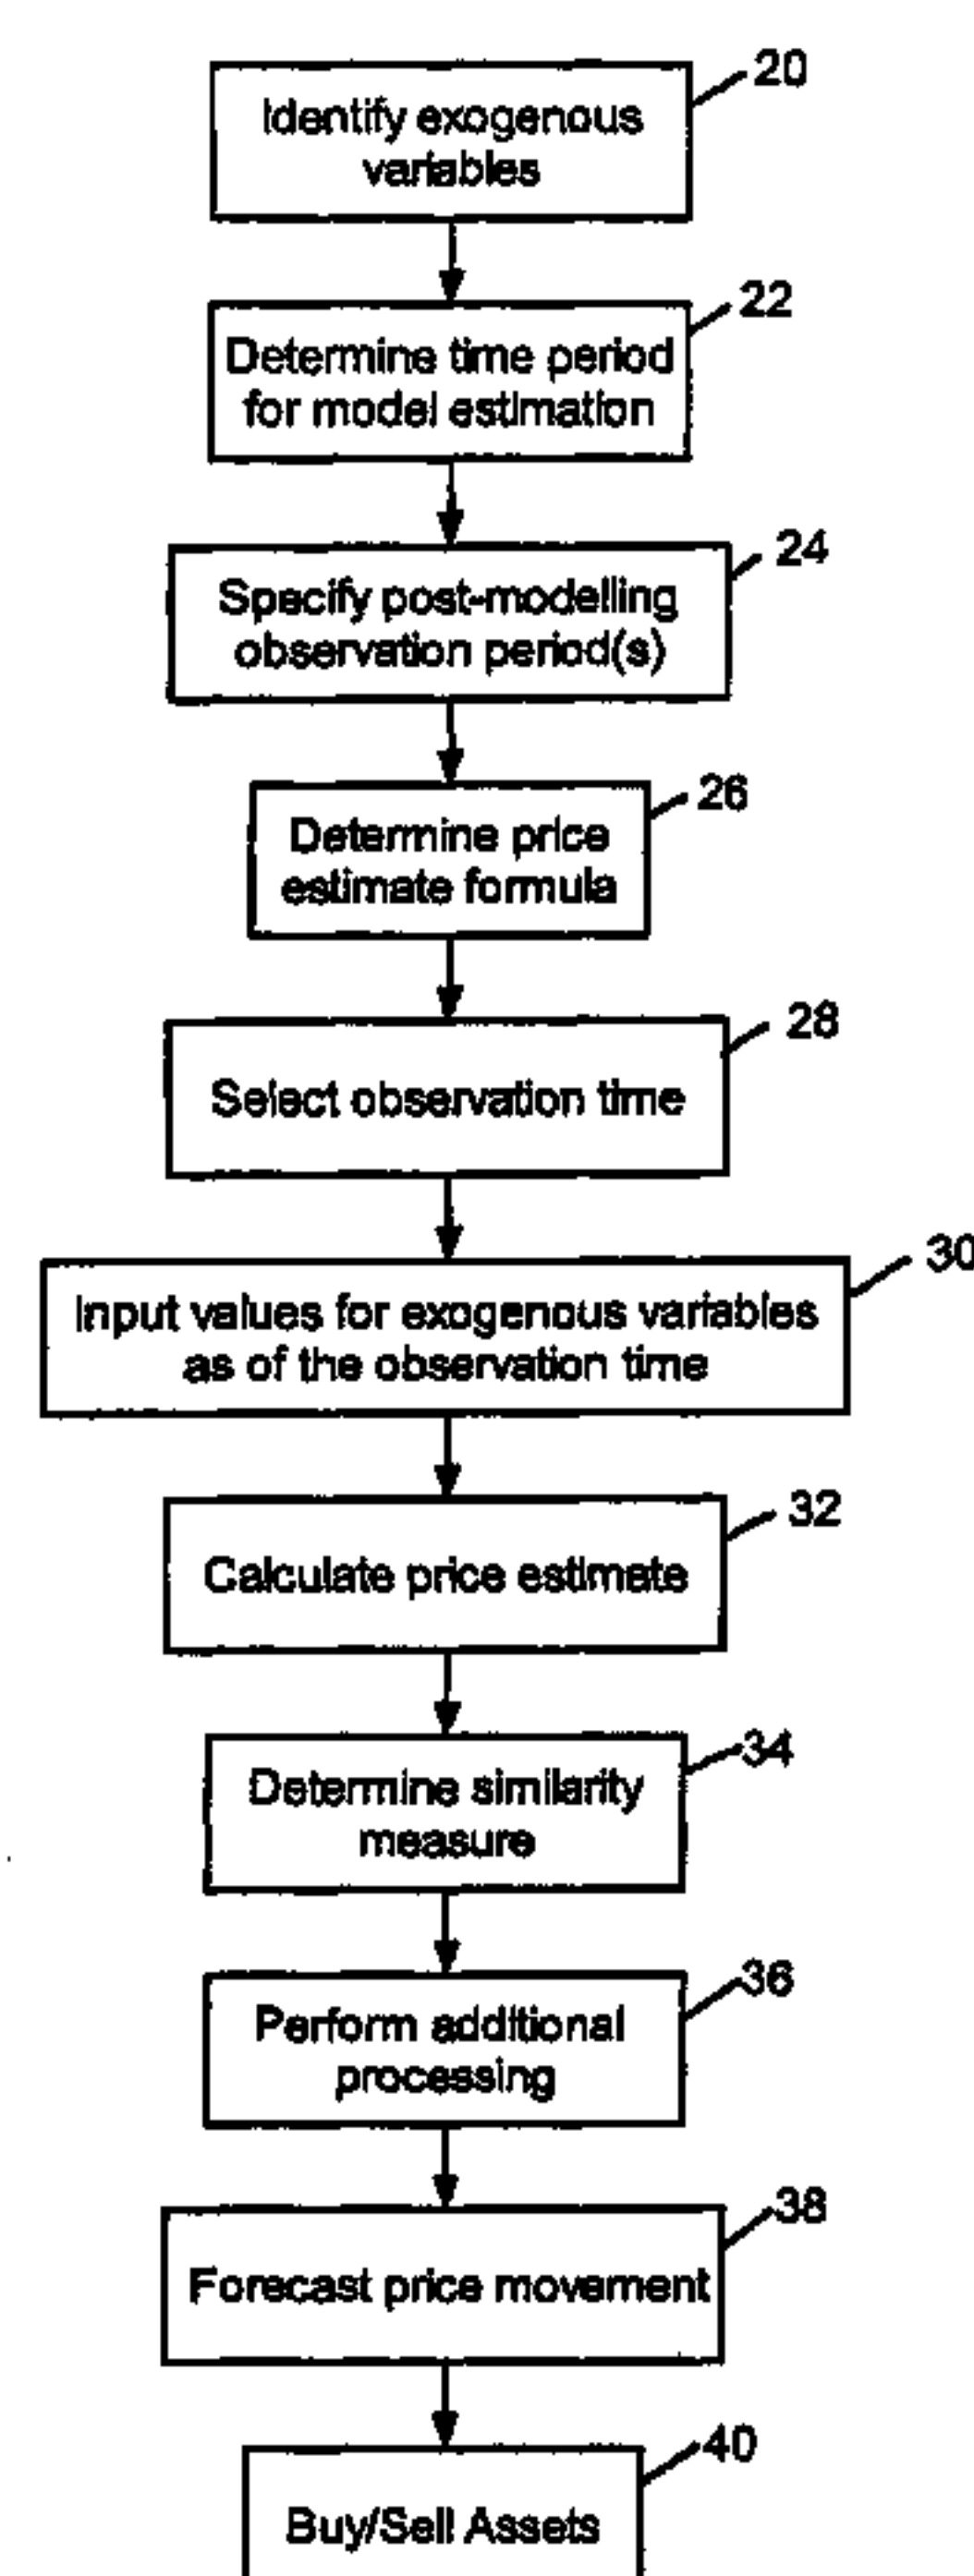 20
Identify exogenous
variables
22
Determine time period
for model estimation
24
Specify post-modelling
observation period(s)
26
Determine price
estimate formula
28
Select observation time
30
Input values for exogenous variables
as of the observation time
32
Calculate price estimate
34
Determine similarity
measure
36
Perform additional
processing
38
Forecast price movement
40
Buy/Sell Assets